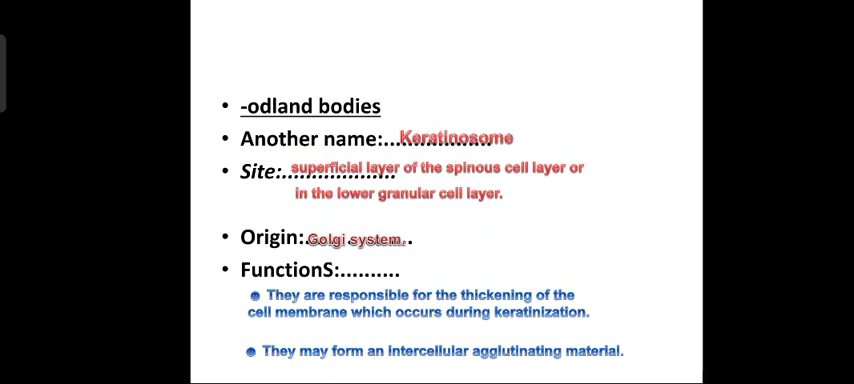 • -odland bodies
• Another name:................... Keratinosome
• Site:................... superficial layer of the spinous cell layer or
in the lower granular cell layer.
• Origin:.................. Golgi system.
• FunctionS:..........
They are responsible for the thickening of the
cell membrane which occurs during keratinization.
They may form an intercellular agglutinating material.